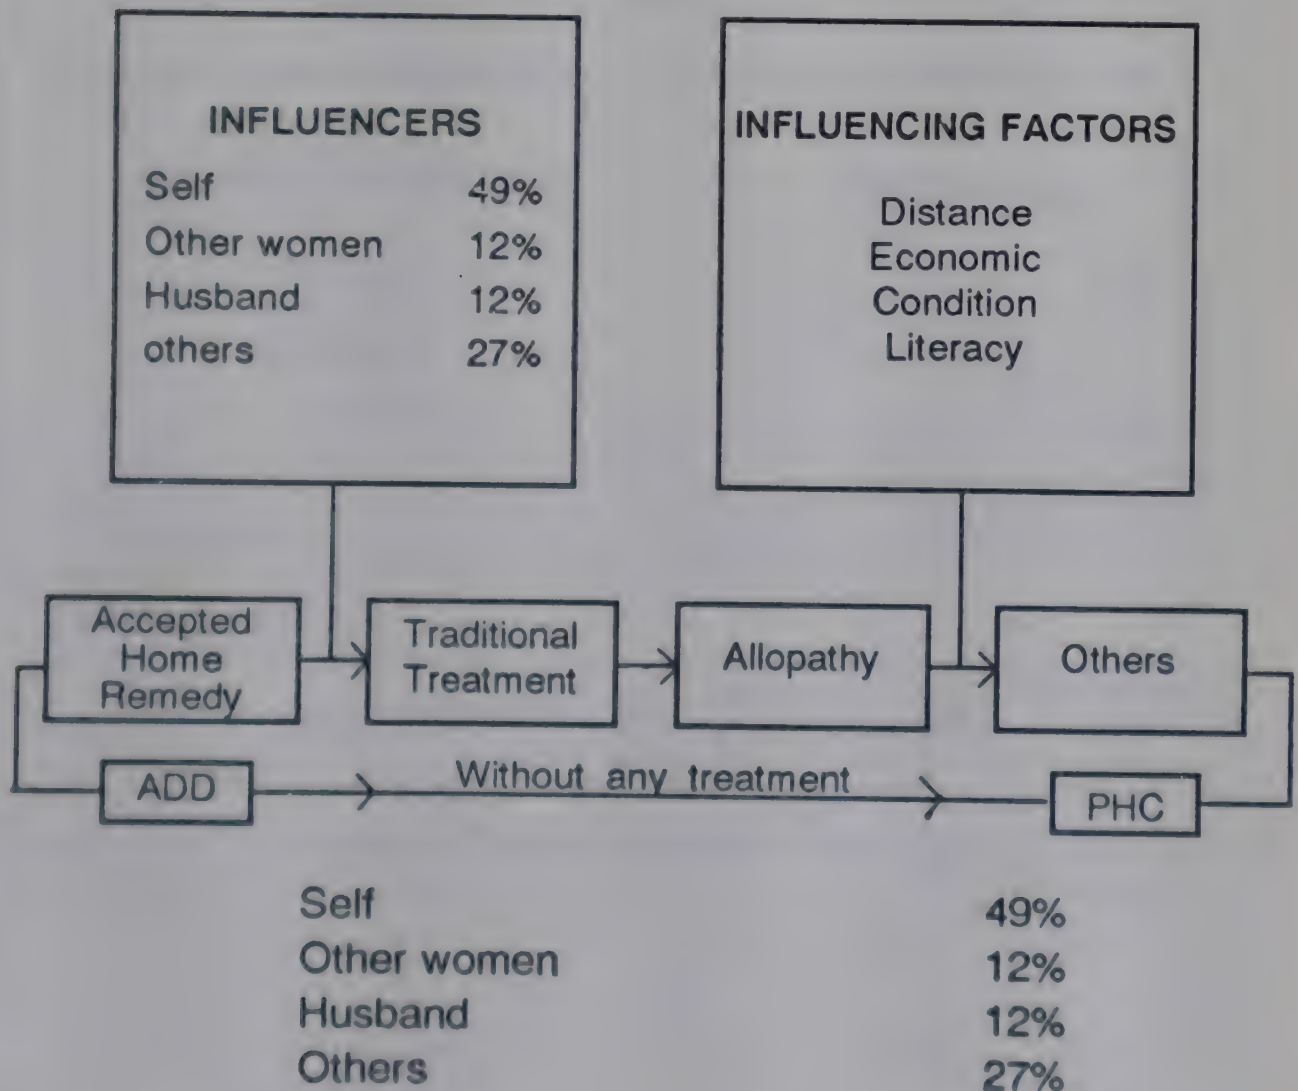 INFLUENCERS
Self 49%
Other women 12%
Husband 12%
others 27%
INFLUENCING FACTORS
Distance
Economic
Condition
Literacy
Accepted
Home
Remedy
Traditional
Treatment
Allopathy
Others
ADD
Without any treatment
PHC
Self 49%
Other women 12%
Husband 12%
Others 27%